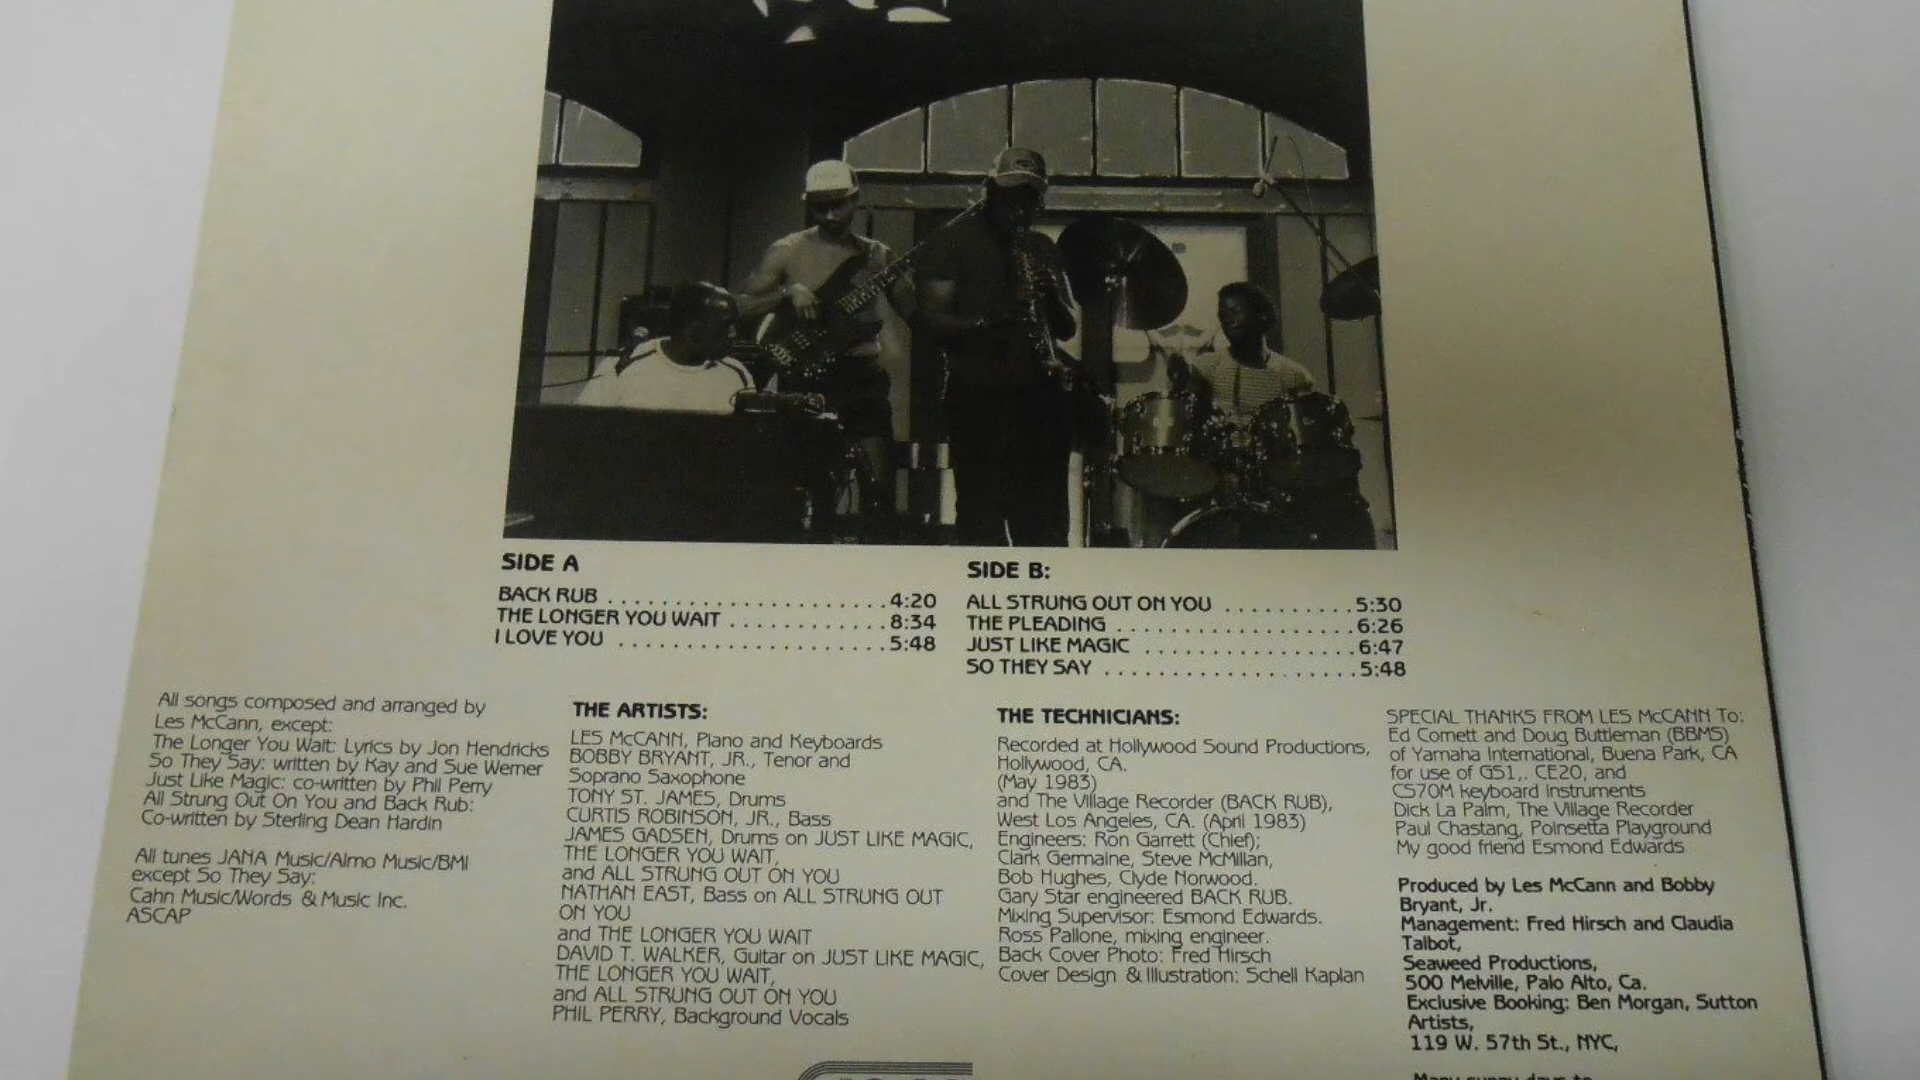 SIDE A
BACK RUB ..................... 4:20
THE LONGER YOU WAIT ............ 8:34
I LOVE YOU .................... 5:48
SIDE B:
ALL STRUNG OUT ON YOU .......... 5:30
THE PLEADING .................. 6:26
JUST LIKE MAGIC ................ 6:47
SO THEY SAY ................... 5:48
All songs composed and arranged by
Les McCann, except:
The Longer You Wait: Lyrics by Jon Hendricks
So They Say: written by Kay and Sue Werner
Just Like Magic: co-written by Phil Perry
All Strung Out On You and Back Rub:
Co-written by Sterling Dean Hardin
All tunes JANA Music/Almo Music/BMI
except So They Say:
Cahn Music/Words & Music Inc.
ASCAP
THE ARTISTS:
LES McCANN, Piano and Keyboards
BOBBY BRYANT, JR., Tenor and
Soprano Saxophone
TONY ST. JAMES, Drums
CURTIS ROBINSON, JR., Bass
JAMES GADSEN, Drums on JUST LIKE MAGIC,
THE LONGER YOU WAIT,
and ALL STRUNG OUT ON YOU
NATHAN EAST, Bass on ALL STRUNG OUT
ON YOU
and THE LONGER YOU WAIT
DAVID T. WALKER, Guitar on JUST LIKE MAGIC,
THE LONGER YOU WAIT,
and ALL STRUNG OUT ON YOU
PHIL PERRY, Background Vocals
THE TECHNICIANS:
Recorded at Hollywood Sound Productions,
Hollywood, CA.
(May 1983)
and The Village Recorder (BACK RUB),
West Los Angeles, CA. (April 1983)
Engineers: Ron Garrett (Chief);
Clark Germaine, Steve McMillan,
Bob Hughes, Clyde Norwood.
Gary Star engineered BACK RUB.
Mixing Supervisor: Esmond Edwards.
Ross Pallone, mixing engineer.
Back Cover Photo: Fred Hirsch
Cover Design & Illustration: Schell Kaplan
SPECIAL THANKS FROM LES McCANN To:
Ed Cornett and Doug Buttleman (BBMS)
of Yamaha International, Buena Park, CA
for use of GS1,. CE20, and
CS70M keyboard instruments
Dick La Palm, The Village Recorder
Paul Chastang, Poinsetta Playground
My good friend Esmond Edwards
Produced by Les McCann and Bobby
Bryant, Jr.
Management: Fred Hirsch and Claudia
Talbot,
Seaweed Productions,
500 Melville, Palo Alto, Ca.
Exclusive Booking: Ben Morgan, Sutton
Artists,
119 W. 57th St., NYC,
Many sunny days to